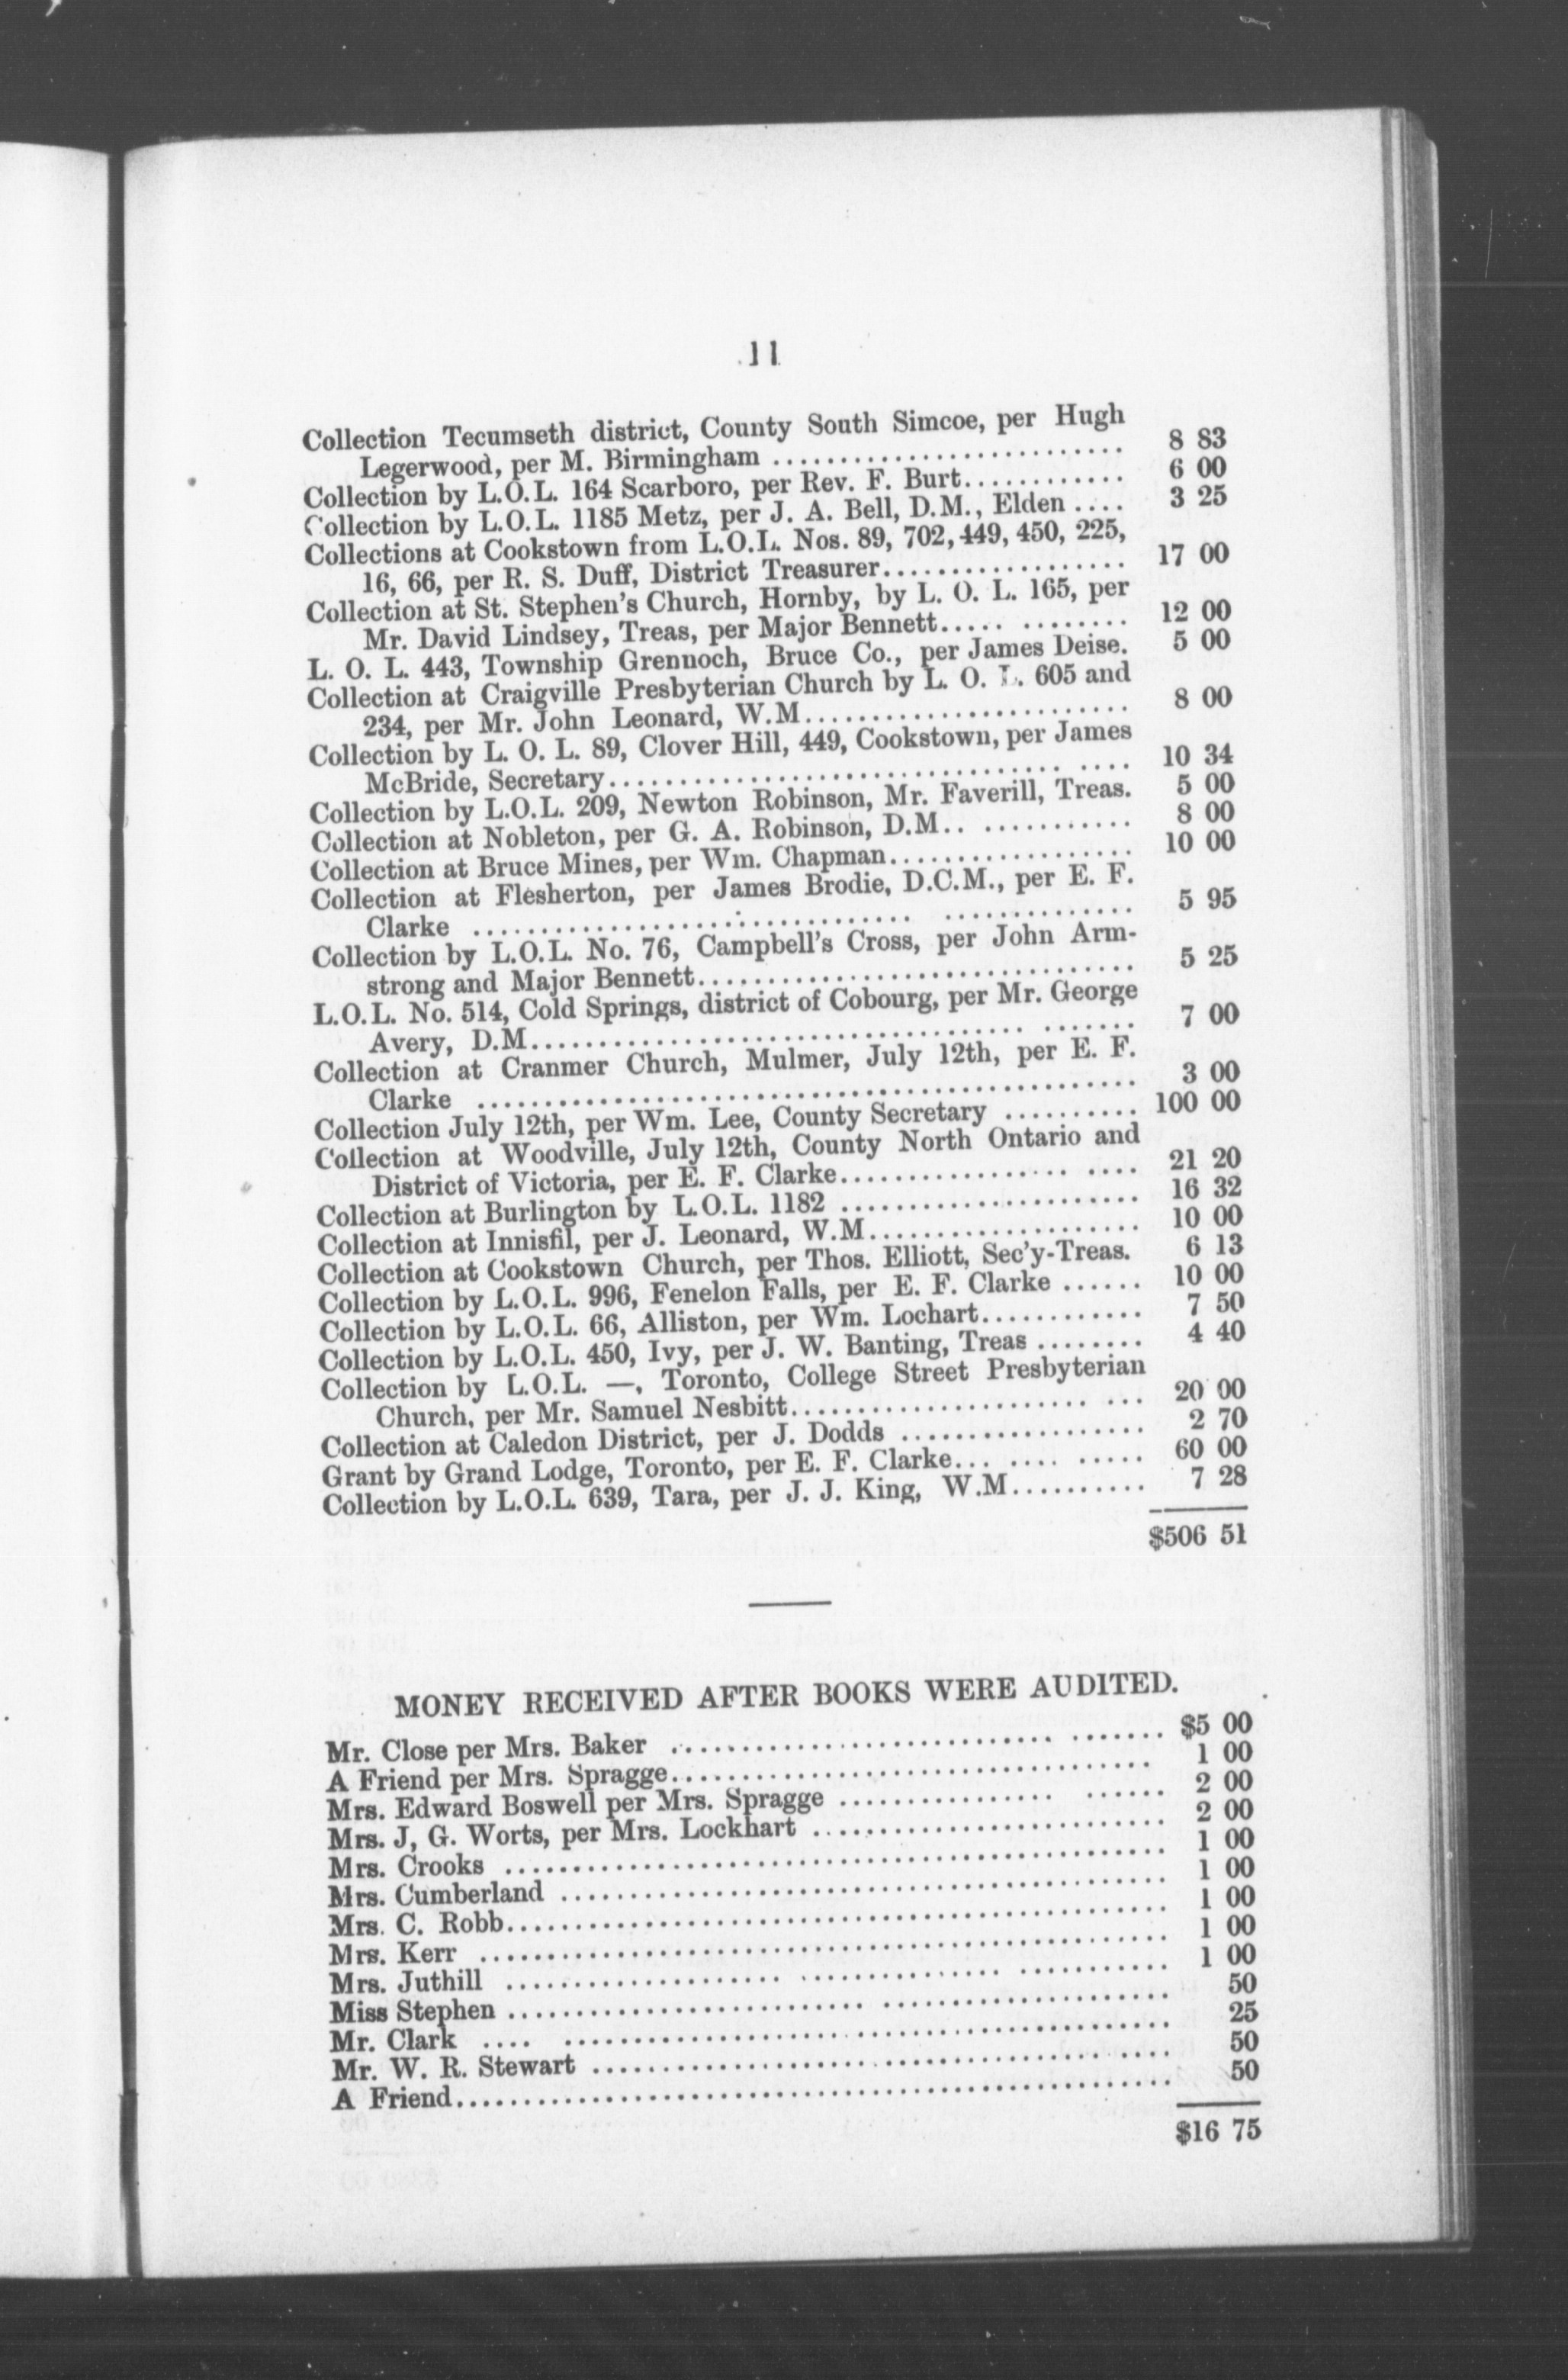 11
Collection Tecumseth district, County South Simcoe, per Hugh
Legerwood, per M. Birmingham .......................... 8 83
Collection by L.O.L. 164 Scarboro, per Rev. F. Burt............ 6 00
Collection by L.O.L. 1185 Metz, per J. A. Bell, D.M., Elden .... 3 25
Collections at Cookstown from L.O.L. Nos. 89, 702, 449, 450, 225,
16, 66, per R. S. Duff, District Treasurer.................. 17 00
Collection at St. Stephen's Church, Hornby, by L. O. L. 165, per
Mr. David Lindsey, Treas, per Major Bennett..... ........ 12 00
L. O. L. 443, Township Grennoch, Bruce Co., per James Deise. 5 00
Collection at Craigville Presbyterian Church by L. O. L. 605 and
234, per Mr. John Leonard, W.M........................ 8 00
Collection by L. O. L. 89, Clover Hill, 449, Cookstown, per James
McBride, Secretary.................................. .... 10 34
Collection by L.O.L. 209, Newton Robinson, Mr. Faverill, Treas. 5 00
Collection at Nobleton, per G. A. Robinson, D.M.. ........... 8 00
Collection at Bruce Mines, per Wm. Chapman.................. 10 00
Collection at Flesherton, per James Brodie, D.C.M., per E. F.
Clarke ................................. .............. 5 95
Collection by L.O.L. No. 76, Campbell's Cross, per John Arm-
strong and Major Bennett................................. 5 25
L.O.L. No. 514, Cold Springs, district of Cobourg, per Mr. George
Avery, D.M..................................... ....... 7 00
Collection at Cranmer Church, Mulmer, July 12th, per E. F.
Clarke ................................................. 3 00
Collection July 12th, per Wm. Lee, County Secretary .......... 100 00
Collection at Woodville, July 12th, County North Ontario and
District of Victoria, per E. F. Clarke................. .... 21 20
Collection at Burlington by L.O.L. 1182 ...................... 16 32
Collection at Innisfil, per J. Leonard, W.M.................... 10 00
Collection at Cookstown Church, per Thos. Elliott, Sec'y-Treas. 6 13
Collection by L.O.L. 996, Fenelon Falls, per E. F. Clarke ...... 10 00
Collection by L.O.L. 66, Alliston, per Wm. Lochart............ 7 50
Collection by L.O.L. 450, Ivy, per J. W. Banting, Treas ........ 4 40
Collection by L.O.L. —, Toronto, College Street Presbyterian
Church, per Mr. Samuel Nesbitt...................... ... 20 00
Collection at Caledon District, per J. Dodds .................. 2 70
Grant by Grand Lodge, Toronto, per E. F. Clarke... .... ..... 60 00
Collection by L.O.L. 639, Tara, per J. J. King, W.M.......... 7 28
$506 51
MONEY RECEIVED AFTER BOOKS WERE AUDITED.
Mr. Close per Mrs. Baker ............................ ....... $5 00
A Friend per Mrs. Spragge.................................... 1 00
Mrs. Edward Boswell per Mrs. Spragge ................ ...... 2 00
Mrs. J, G. Worts, per Mrs. Lockhart .......................... 2 00
Mrs. Crooks ................................................ 1 00
Mrs. Cumberland ............................................ 1 00
Mrs. C. Robb................................................ 1 00
Mrs. Kerr .................................................. 1 00
Mrs. Juthill .................... ............... ........... 1 00
Miss Stephen .......................... ..................... 50
Mr. Clark .... ............................................ 25
Mr. W. R. Stewart ................................... .... 50
A Friend.................................................... 50
$16 75